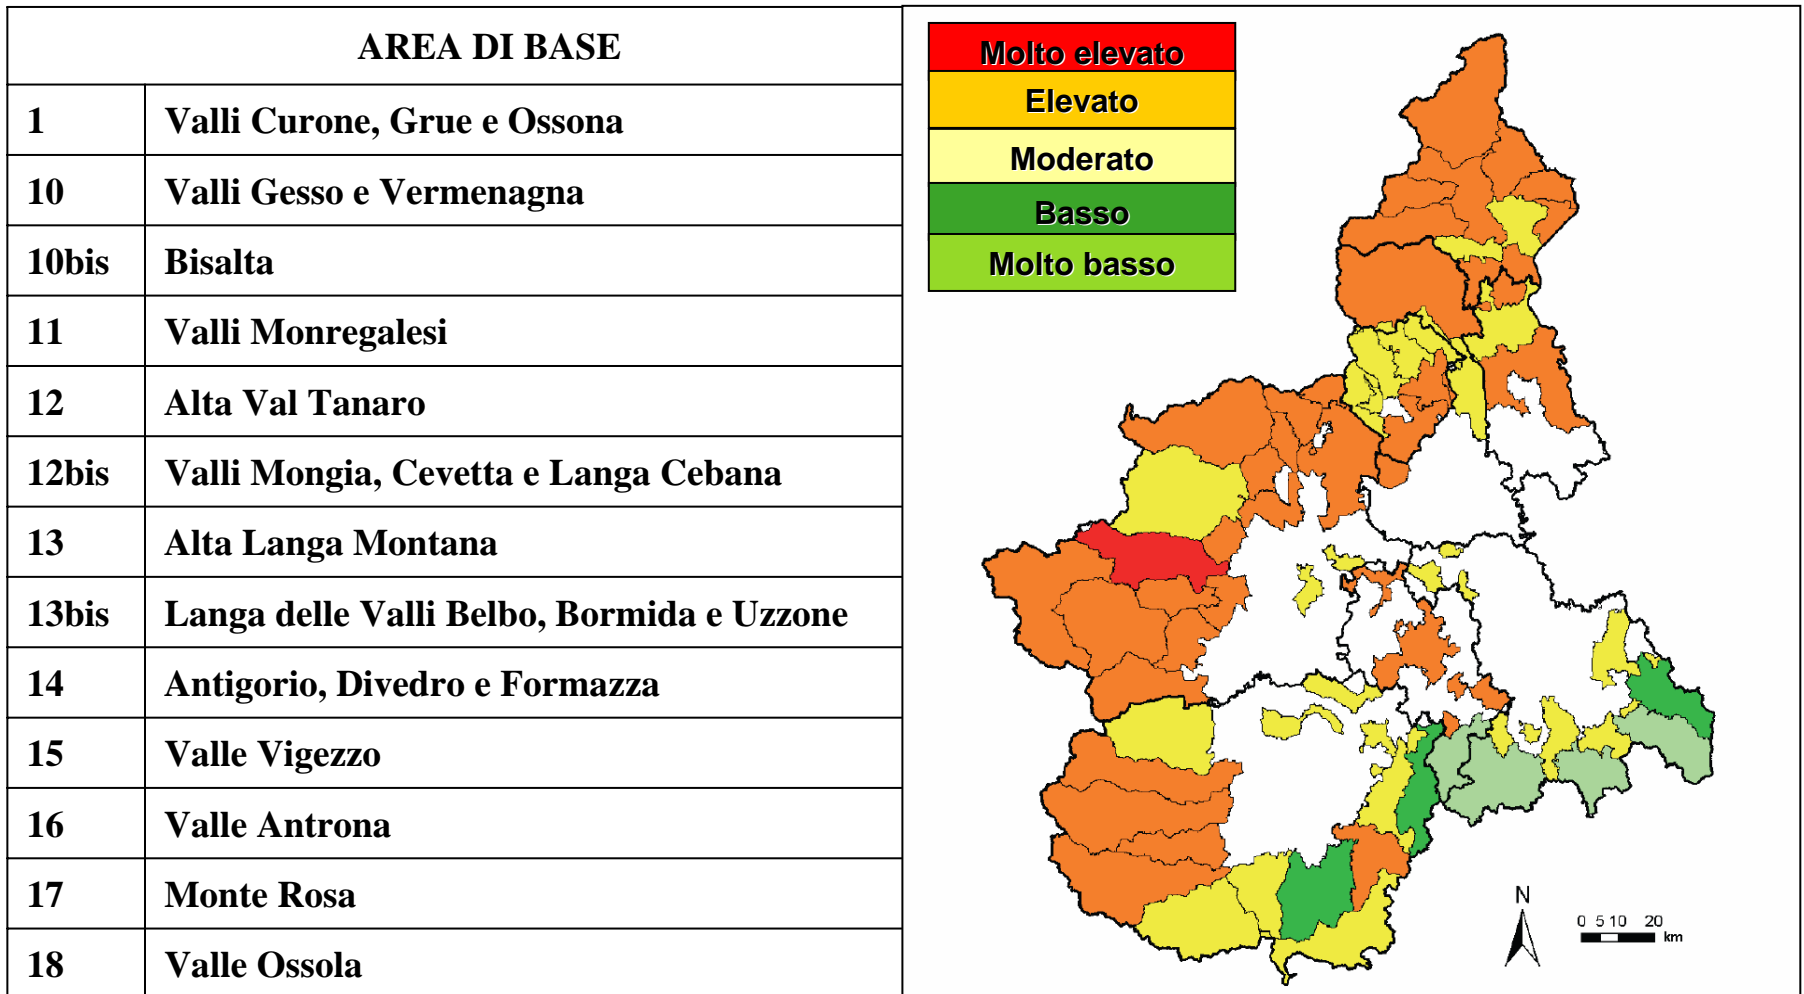 AREA DI BASE
1 Valli Curone, Grue e Ossona
10 Valli Gesso e Vermenagna
10bis Bisalta
11 Valli Monregalesi
12 Alta Val Tanaro
12bis Valli Mongia, Cevetta e Langa Cebana
13 Alta Langa Montana
13bis Langa delle Valli Belbo, Bormida e Uzzone
14 Antigorio, Divedro e Formazza
15 Valle Vigezzo
16 Valle Antrona
17 Monte Rosa
18 Valle Ossola
Molto elevato
Elevato
Moderato
Basso
Molto basso
N
0 5 10 20
km